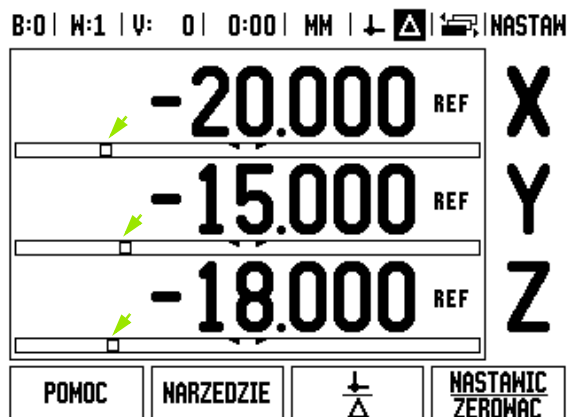 B:0 | W:1 | V: 0 | 0:00 | MM | Δ | NASTAW
-20.000 REF X
-15.000 REF Y
-18.000 REF Z
POMOC NARZEDZIE Δ NASTAWIC
ZEROWAC